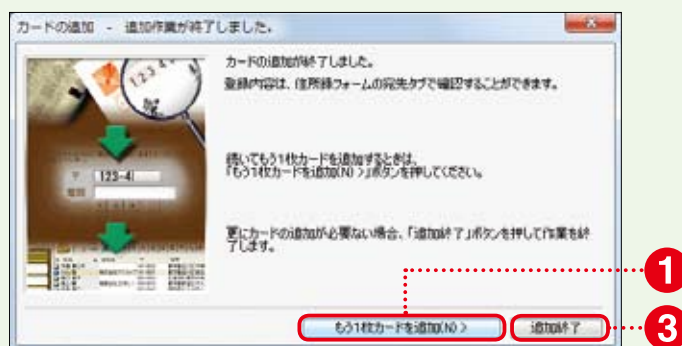 カードの追加 - 追加作業が終了しました。
カードの追加が終了しました。
登録内容は、住所録フォームの宛先タブで確認することができます。
続いてもう1枚カードを追加するときは、
「もう1枚カードを追加(N) >」ボタンを押してください。
更にカードの追加が必要ない場合、「追加終了」ボタンを押して作業を終
了します。
1234
〒 123-4
もう1枚カードを追加(N) >
追加終了
1
3